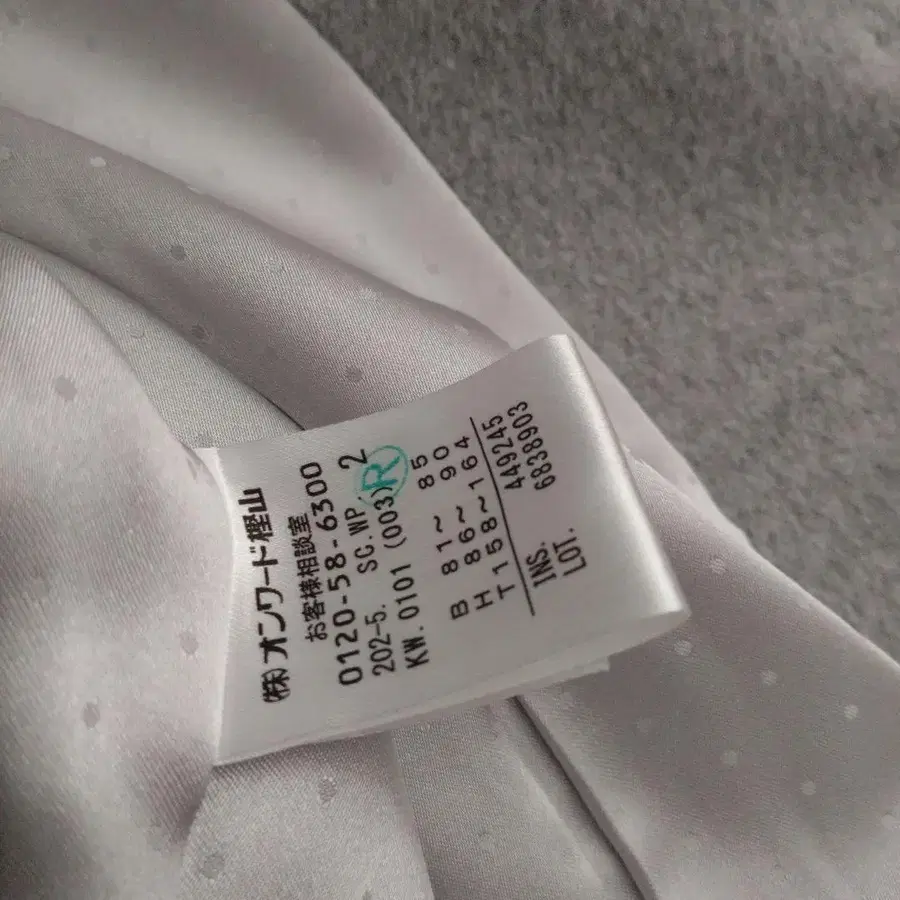 (株)オンワード樫山
お客様相談室
0120-58-6300
202-5. SC.WP. 2
KW.0101 (003) R
B 81~ 85
H 86~ 90
T158~164
INS. 449245
LOT. 6838903